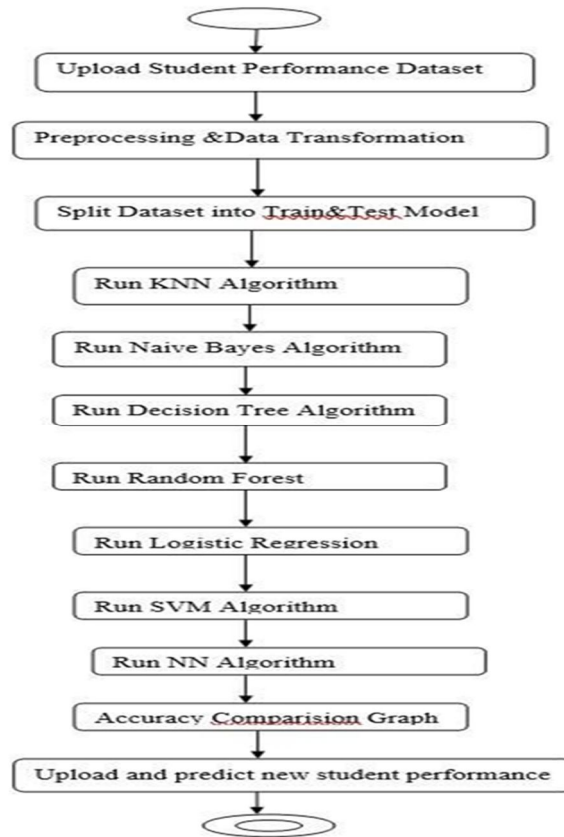 Upload Student Performance Dataset
Preprocessing &Data Transformation
Split Dataset into Train&Test Model
Run KNN Algorithm
Run Naive Bayes Algorithm
Run Decision Tree Algorithm
Run Random Forest
Run Logistic Regression
Run SVM Algorithm
Run NN Algorithm
Accuracy Comparision Graph
Upload and predict new student performance